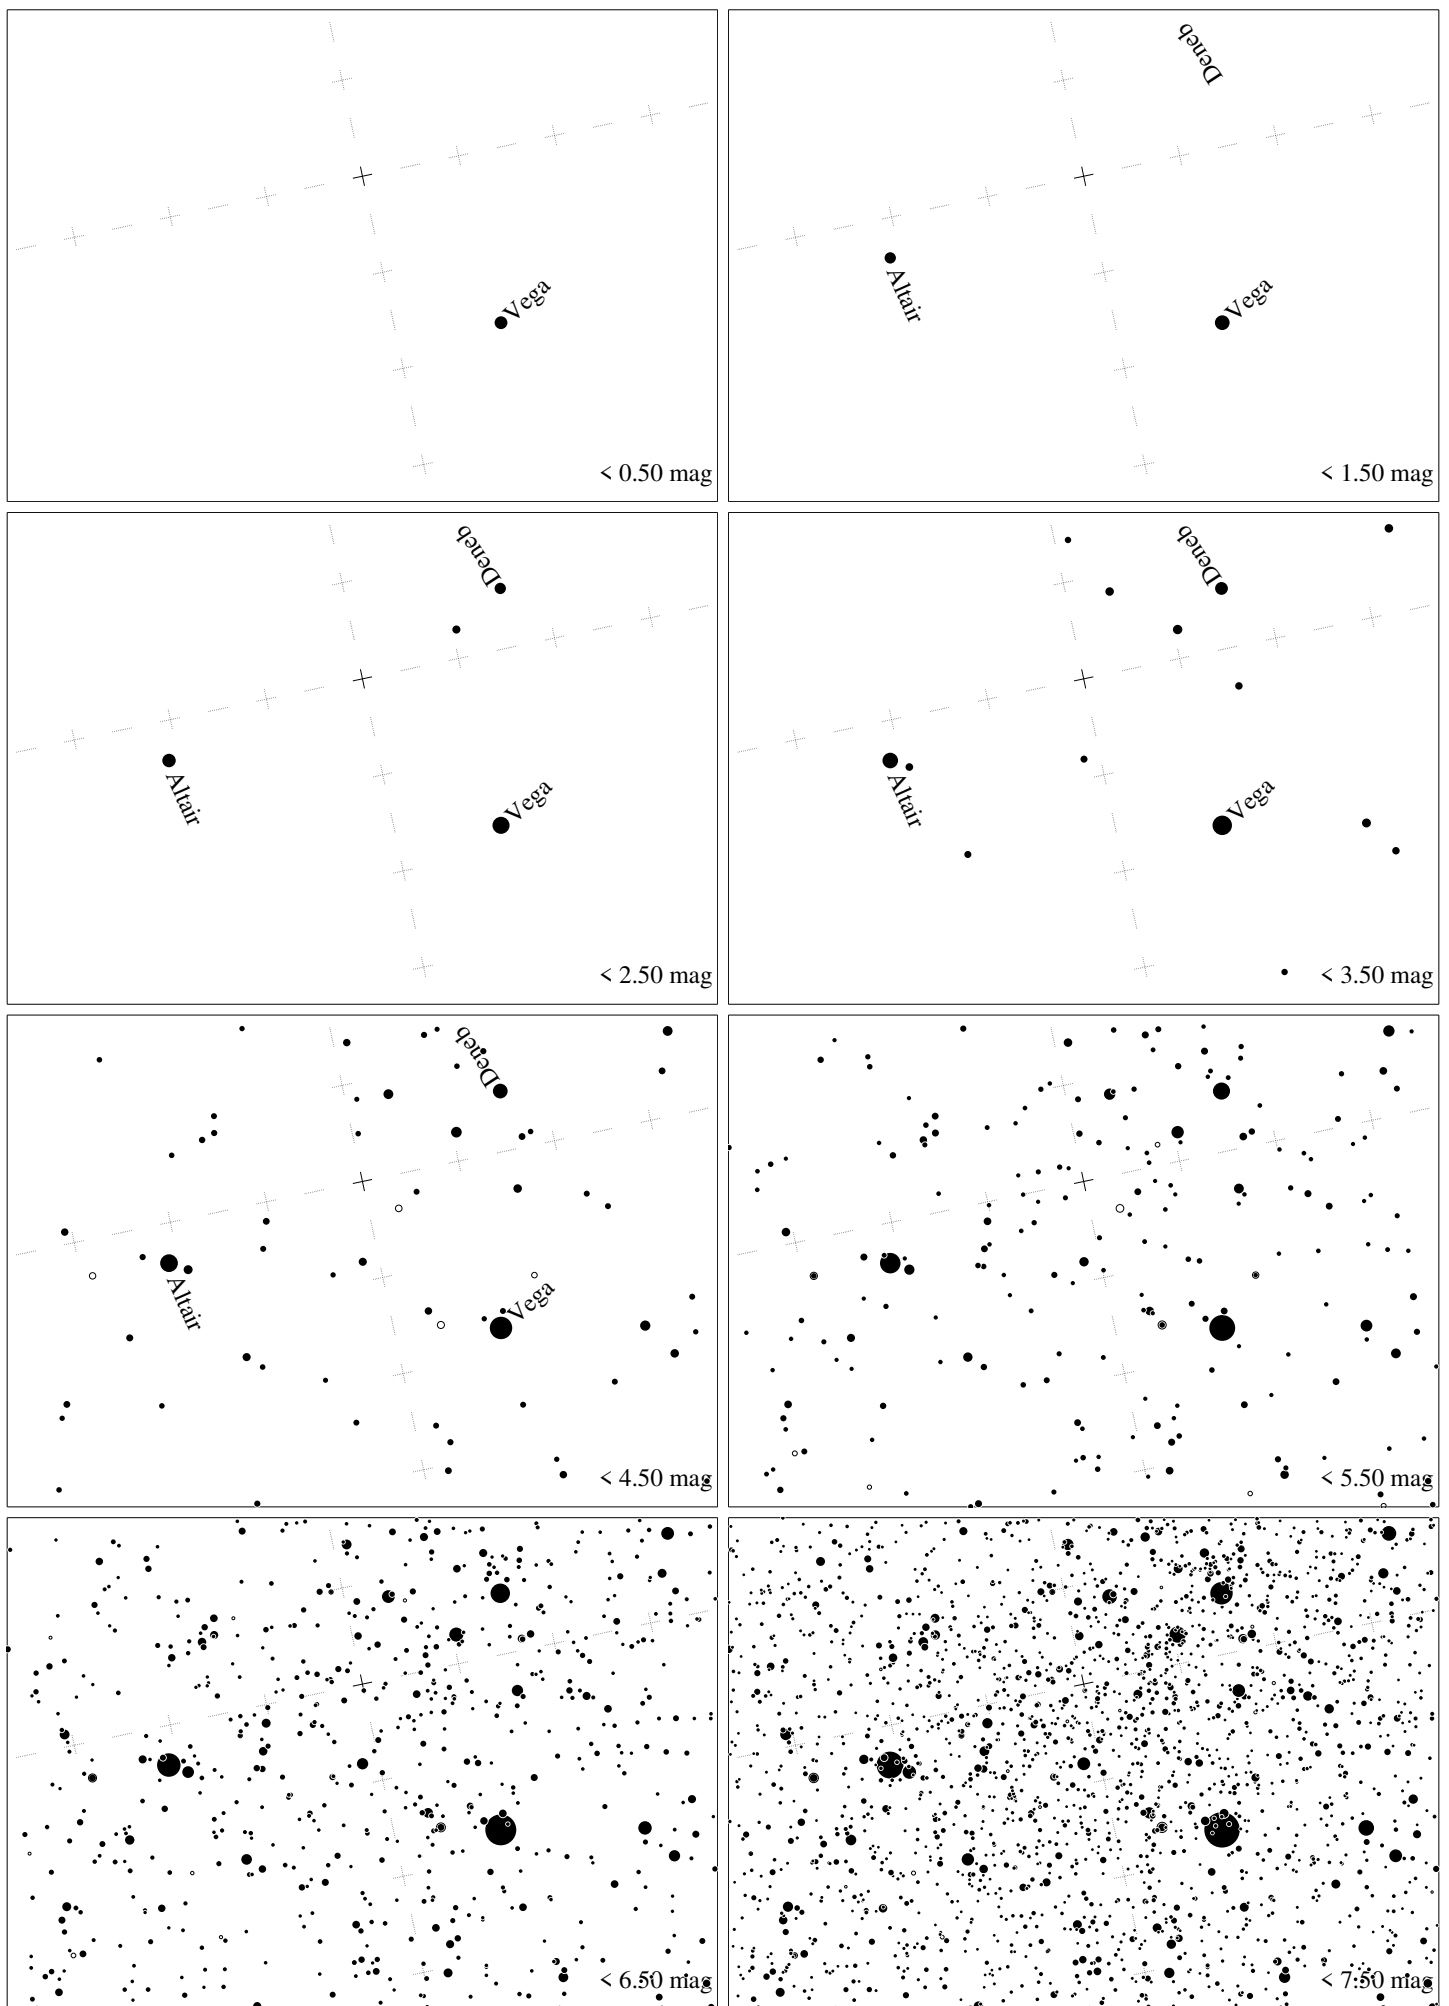 Vega
< 0.50 mag
Deneb
Altair
Vega
< 1.50 mag
Deneb
Altair
Vega
< 2.50 mag
Deneb
Altair
Vega
< 3.50 mag
Deneb
Altair
Vega
< 4.50 mag
< 5.50 mag
< 6.50 mag
< 7.50 mag